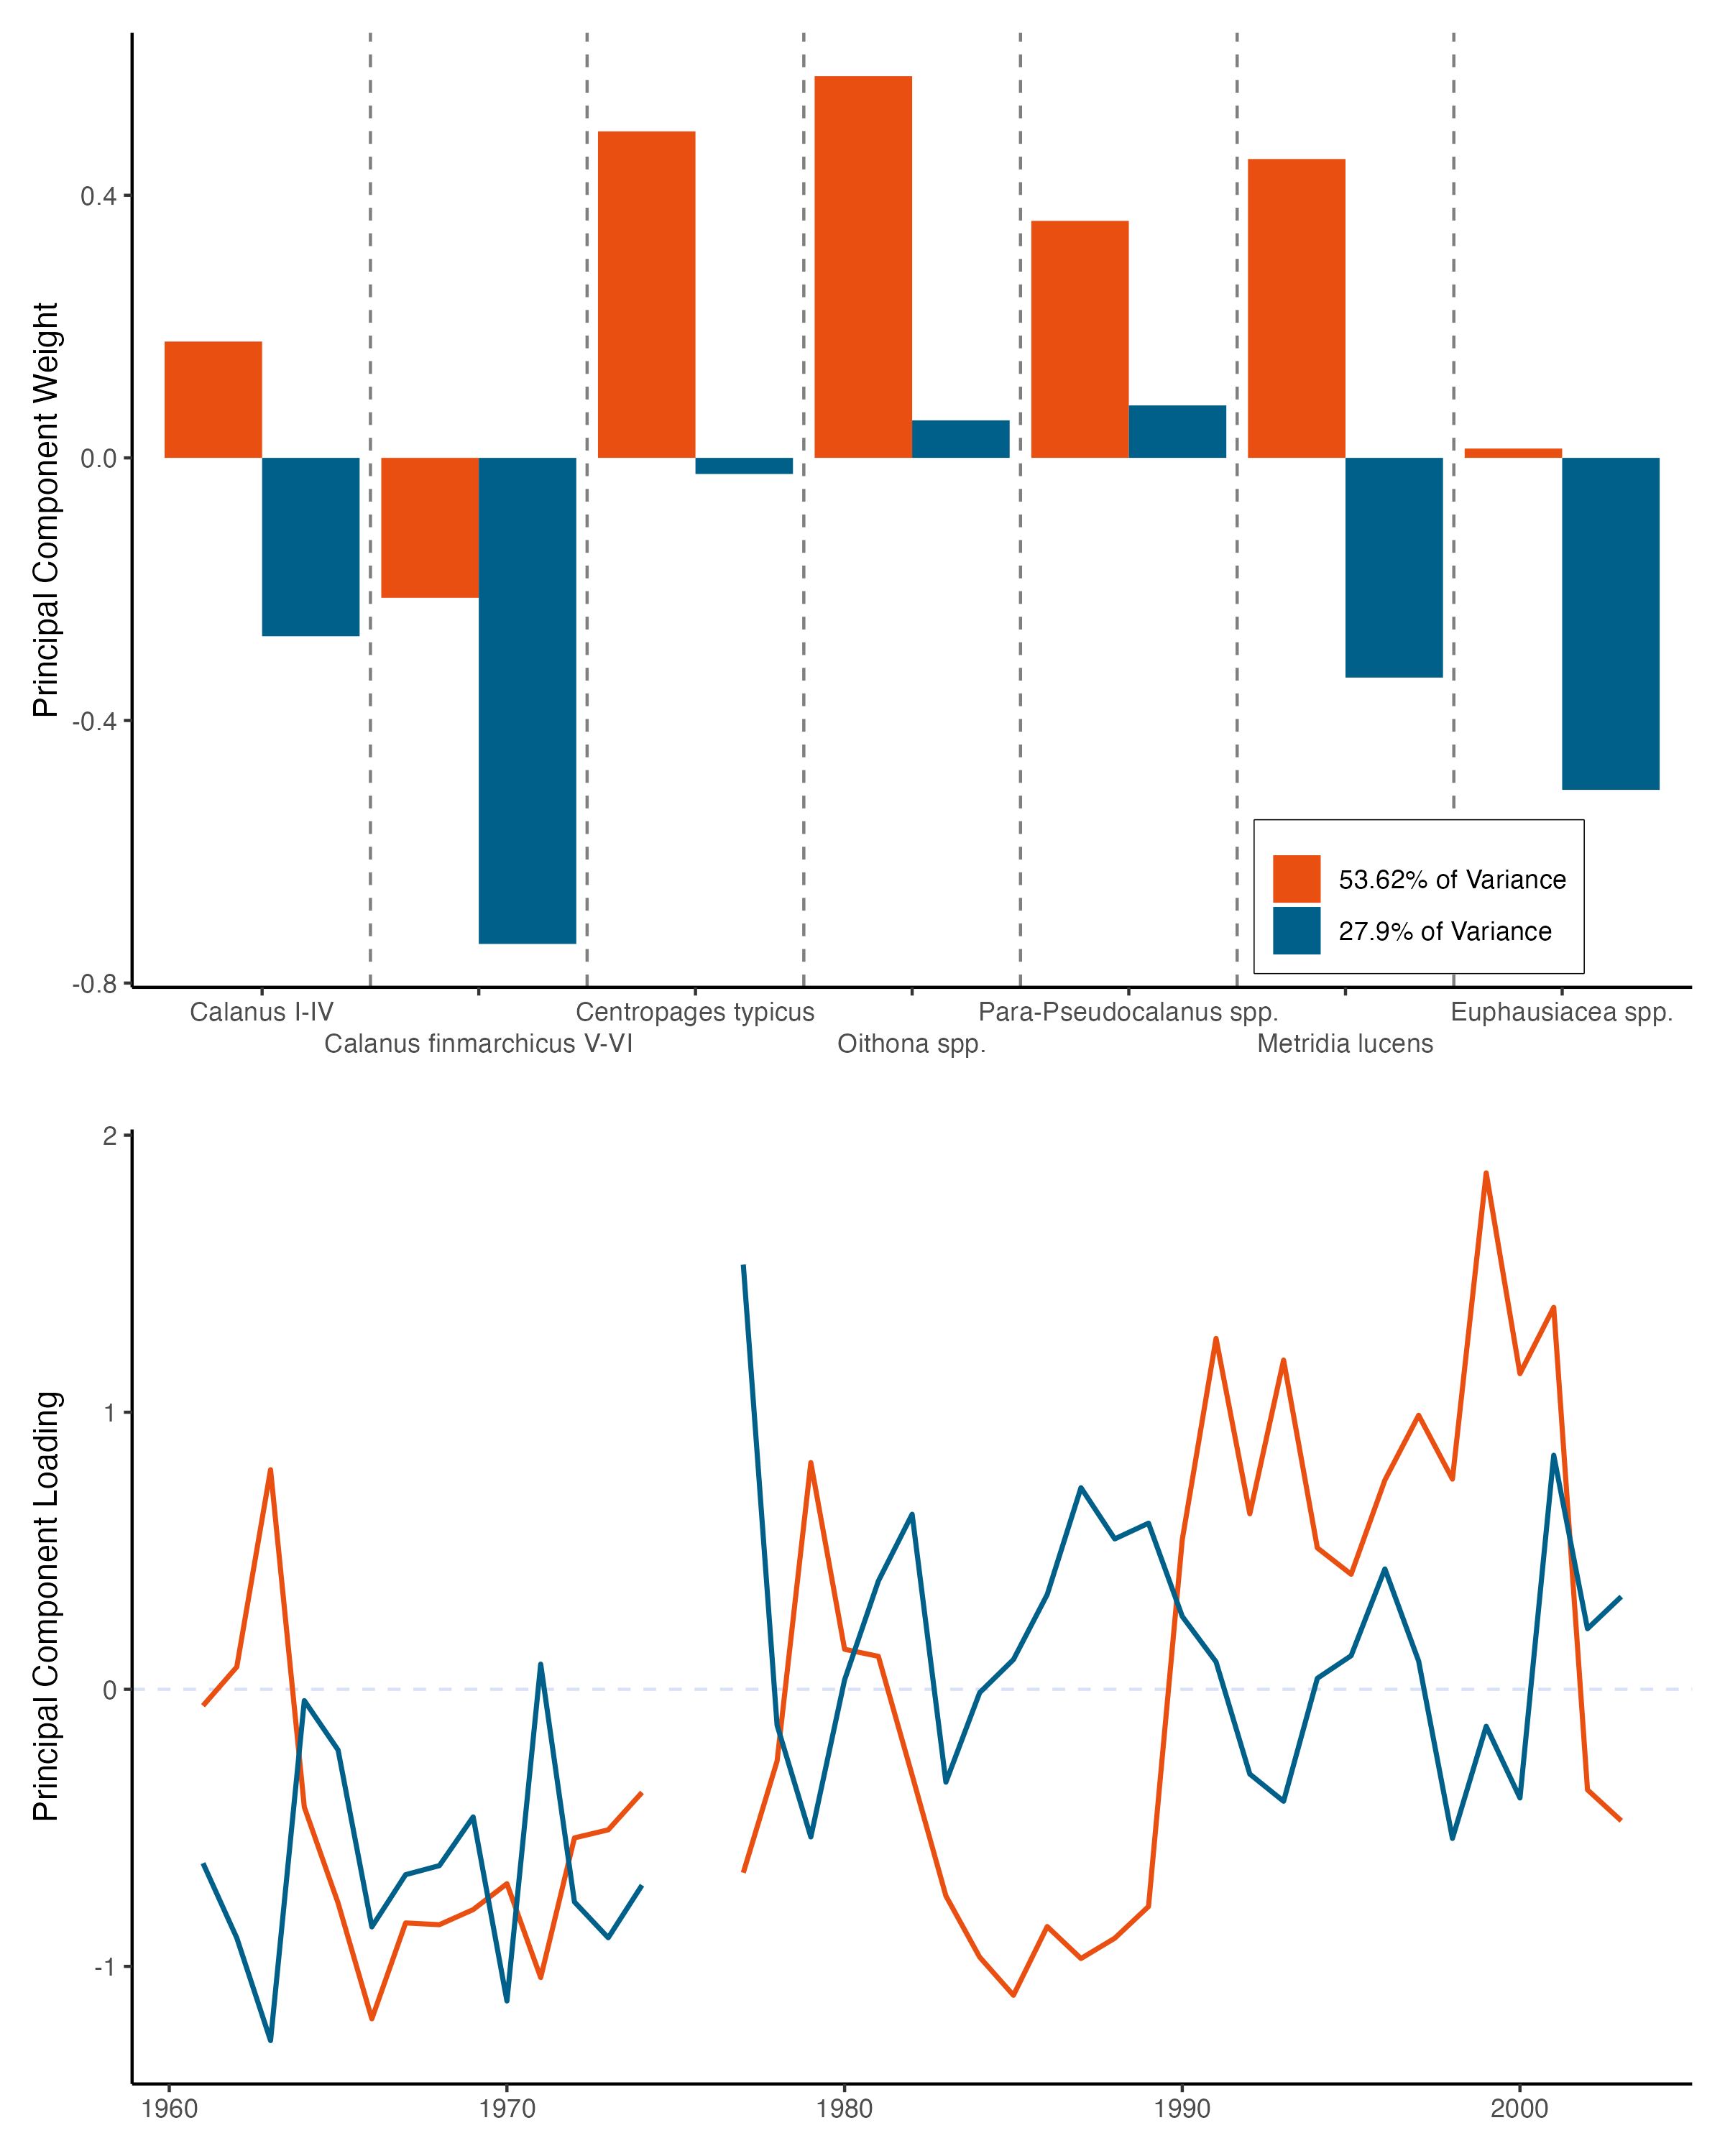 Principal Component Weight
0.4
0.0
-0.4
-0.8
53.62% of Variance
27.9% of Variance
Calanus I-IV
Centropages typicus
Para-Pseudocalanus spp.
Euphausiacea spp.
Calanus finmarchicus V-VI
Oithona spp.
Metridia lucens
Principal Component Loading
2
1
0
-1
1960
1970
1980
1990
2000